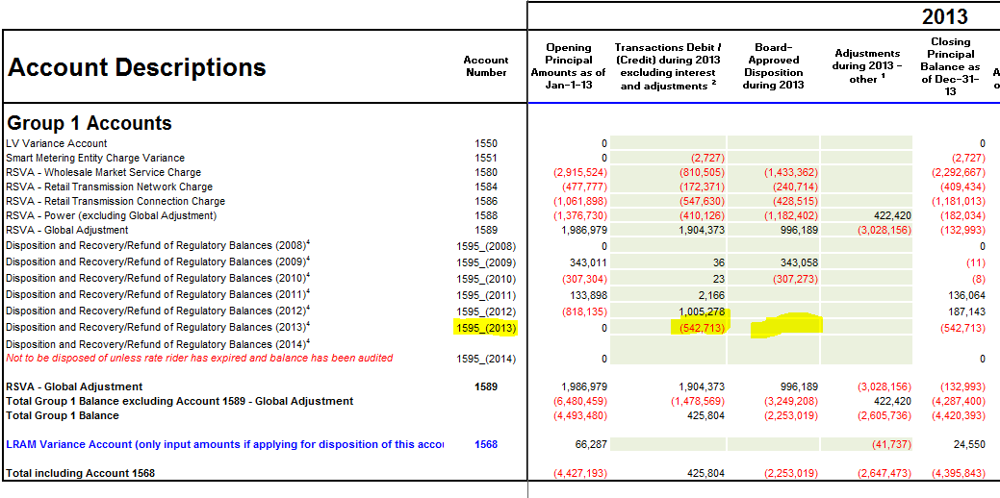 2013
Account Descriptions
Account Number
Opening Principal Amounts as of Jan-1-13
Transactions Debit / (Credit) during 2013 excluding interest and adjustments 2
Board-Approved Disposition during 2013
Adjustments during 2013 - other 1
Closing Principal Balance as of Dec-31-13
Group 1 Accounts
LV Variance Account 1550 0 0
Smart Metering Entity Charge Variance 1551 0 (2,727) (2,727)
RSVA - Wholesale Market Service Charge 1580 (2,915,524) (810,505) (1,433,362) (2,292,667)
RSVA - Retail Transmission Network Charge 1584 (477,777) (172,371) (240,714) (409,434)
RSVA - Retail Transmission Connection Charge 1586 (1,061,898) (547,630) (428,515) (1,181,013)
RSVA - Power (excluding Global Adjustment) 1588 (1,376,730) (410,126) (1,182,402) 422,420 (182,034)
RSVA - Global Adjustment 1589 1,986,979 1,904,373 996,189 (3,028,156) (132,993)
Disposition and Recovery/Refund of Regulatory Balances (2008)4 1595_(2008) 0 0
Disposition and Recovery/Refund of Regulatory Balances (2009)4 1595_(2009) 343,011 36 343,058 (11)
Disposition and Recovery/Refund of Regulatory Balances (2010)4 1595_(2010) (307,304) 23 (307,273) (8)
Disposition and Recovery/Refund of Regulatory Balances (2011)4 1595_(2011) 133,898 2,166 136,064
Disposition and Recovery/Refund of Regulatory Balances (2012)4 1595_(2012) (818,135) 1,005,278 187,143
Disposition and Recovery/Refund of Regulatory Balances (2013)4 1595_(2013) 0 (542,713) (542,713)
Disposition and Recovery/Refund of Regulatory Balances (2014)4
Not to be disposed of unless rate rider has expired and balance has been audited 1595_(2014) 0 0
RSVA - Global Adjustment 1589 1,986,979 1,904,373 996,189 (3,028,156) (132,993)
Total Group 1 Balance excluding Account 1589 - Global Adjustment (6,480,459) (1,478,569) (3,249,208) 422,420 (4,287,400)
Total Group 1 Balance (4,493,480) 425,804 (2,253,019) (2,605,736) (4,420,393)
LRAM Variance Account (only input amounts if applying for disposition of this accou 1568 66,287 (41,737) 24,550
Total including Account 1568 (4,427,193) 425,804 (2,253,019) (2,647,473) (4,395,843)